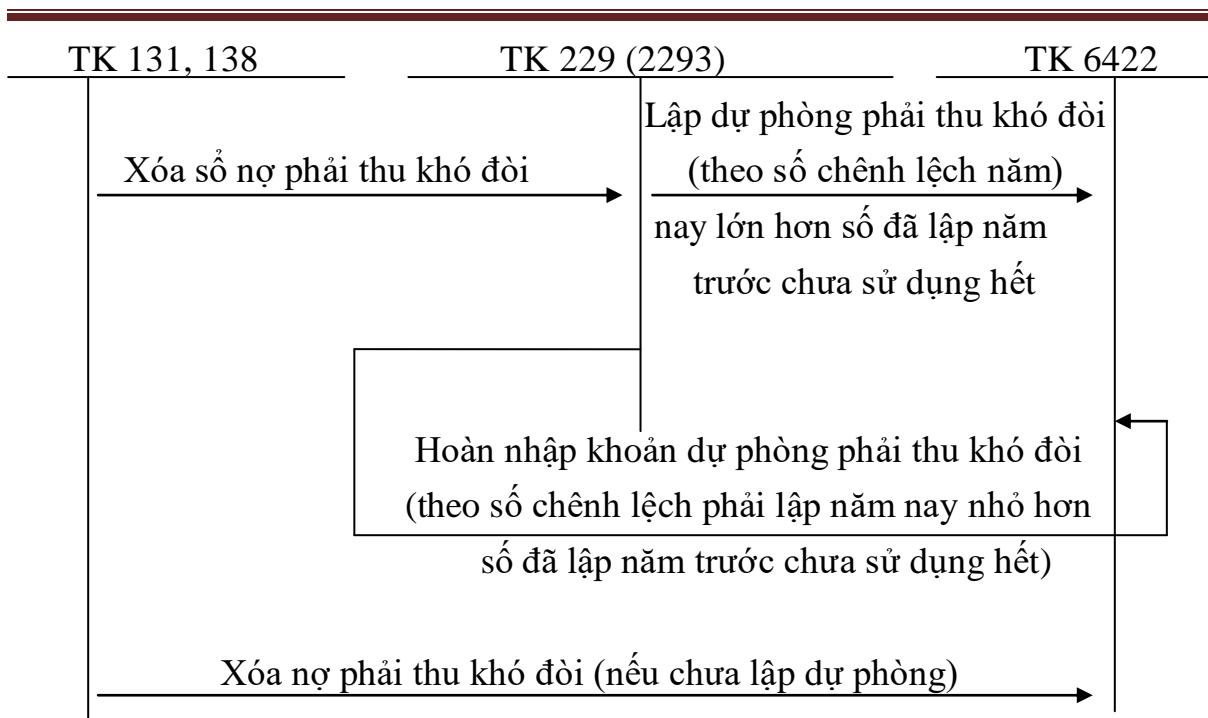 TK 131, 138 TK 229 (2293) TK 6422
Lập dự phòng phải thu khó đòi
Xóa sổ nợ phải thu khó đòi (theo số chênh lệch năm)
nay lớn hơn số đã lập năm
trước chưa sử dụng hết
Hoàn nhập khoản dự phòng phải thu khó đòi
(theo số chênh lệch phải lập năm nay nhỏ hơn
số đã lập năm trước chưa sử dụng hết)
Xóa nợ phải thu khó đòi (nếu chưa lập dự phòng)